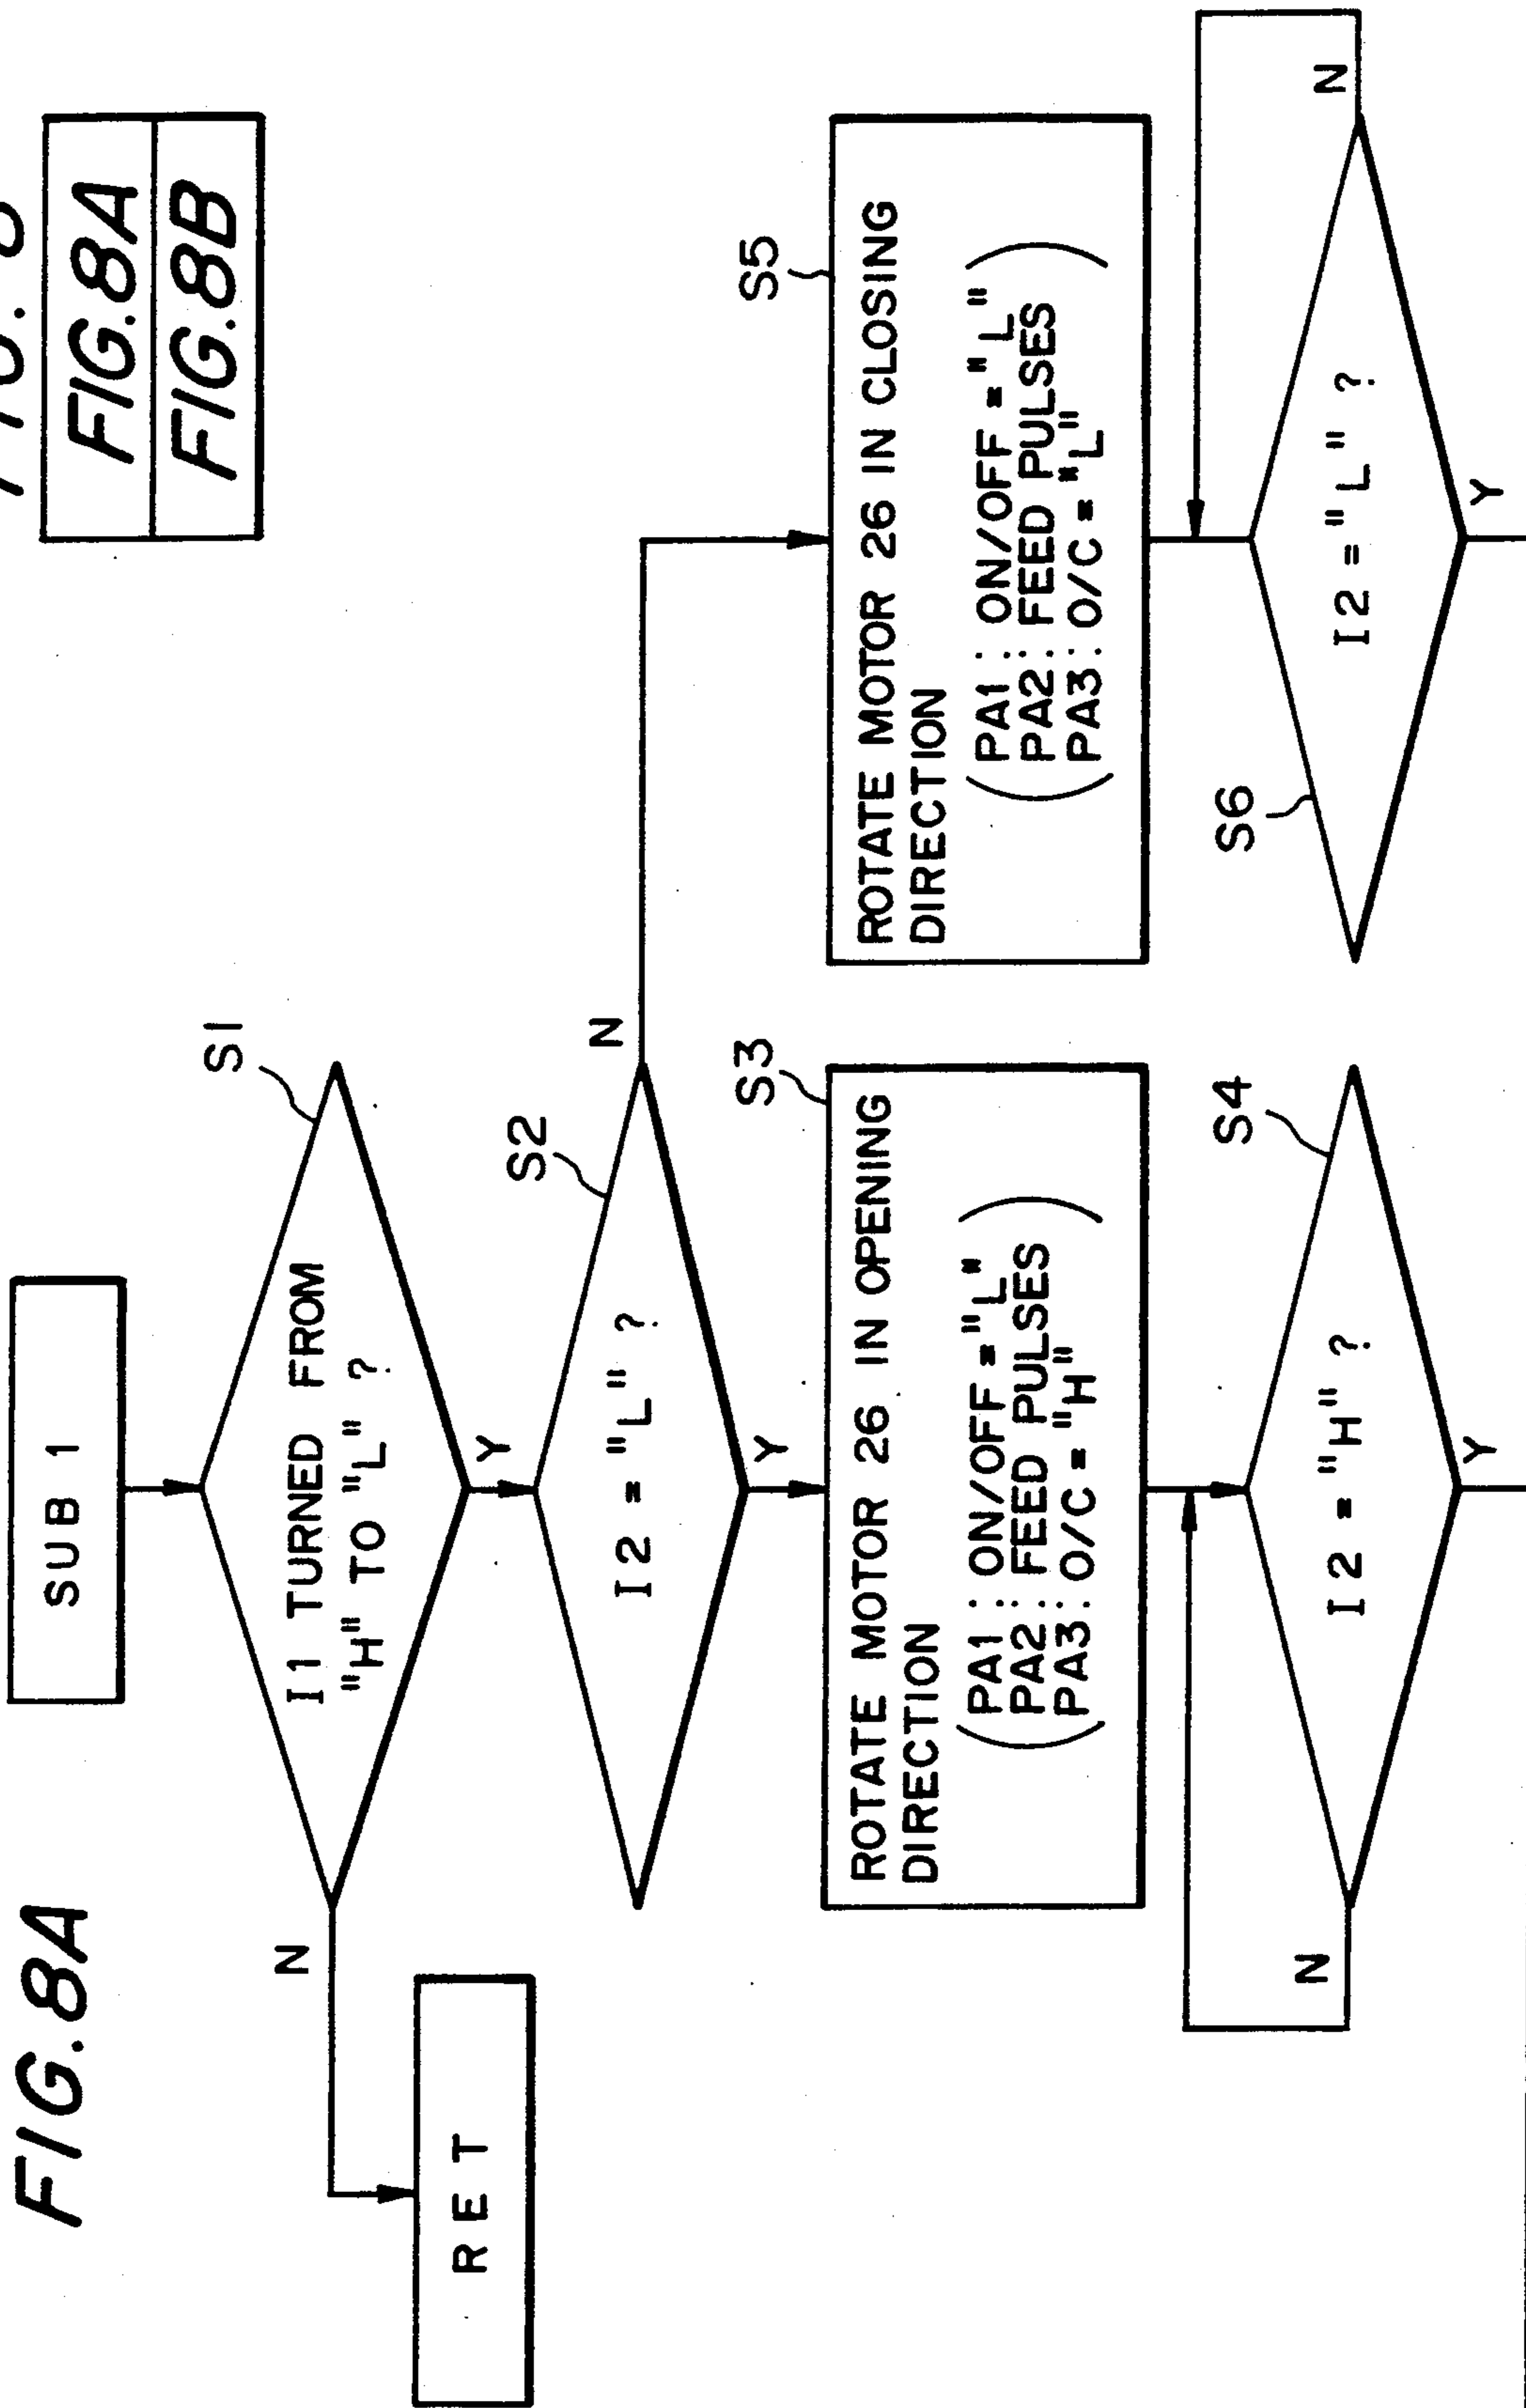 FIG. 8A
FIG. 8A
FIG. 8B
SUB 1
S1
I1 TURNED FROM
"H" TO "L" ?
N
Y
RET
S2
I2 = "L" ?
N
Y
S3
ROTATE MOTOR 26 IN OPENING
DIRECTION
(PA1 : ON/OFF = "L"
PA2 : FEED PULSES
PA3 : O/C = "H")
S5
ROTATE MOTOR 26 IN CLOSING
DIRECTION
(PA1 : ON/OFF = "L"
PA2 : FEED PULSES
PA3 : O/C = "L")
S4
I2 = "H" ?
N
Y
S6
I2 = "L" ?
N
Y